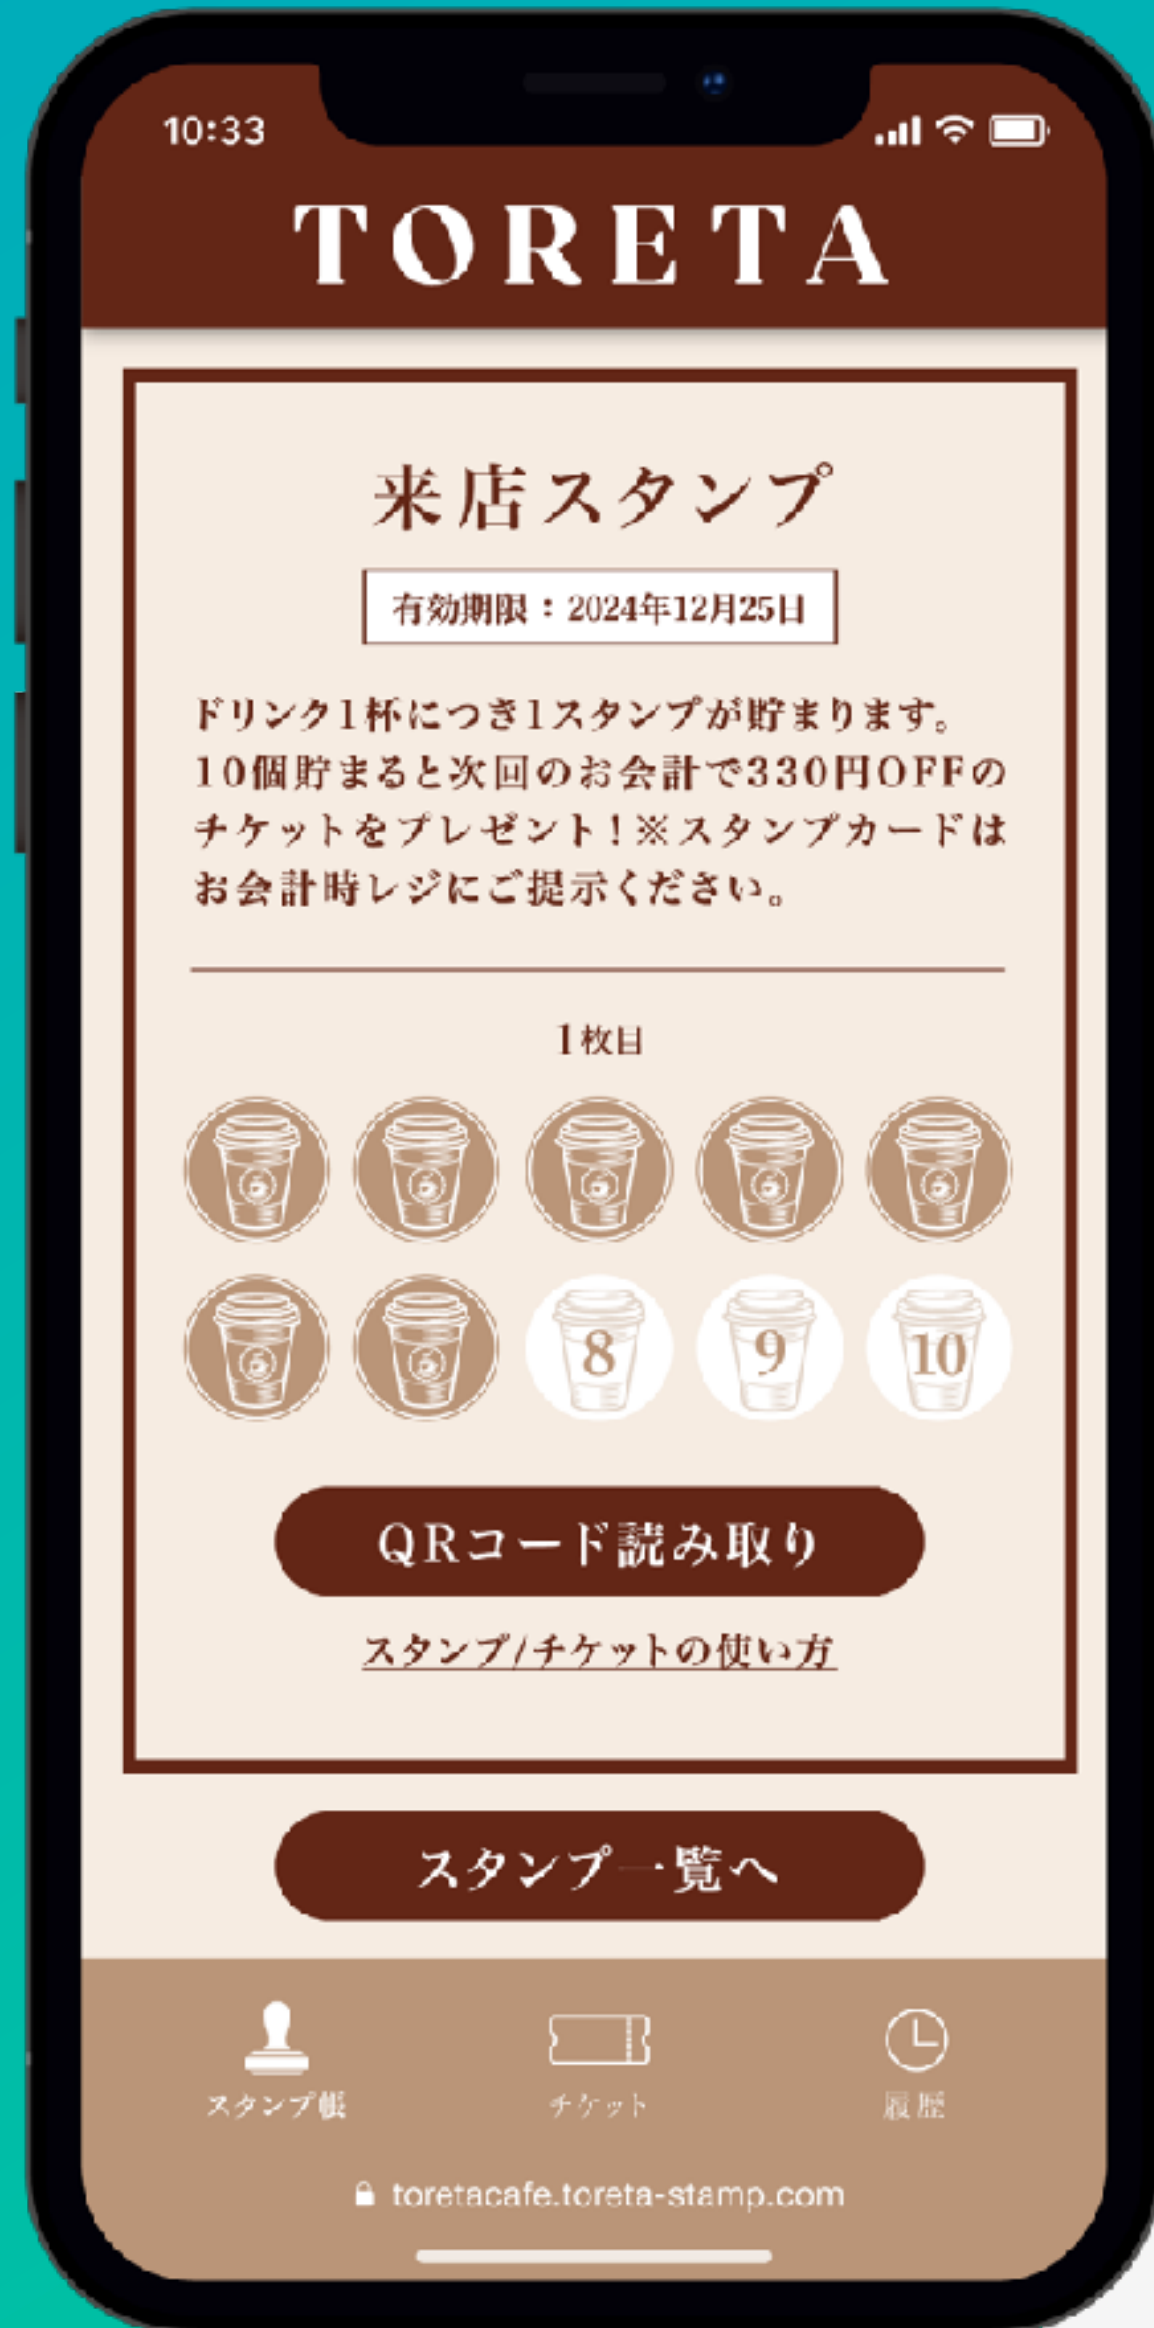 10:33
TORETA
来店スタンプ
有効期限：2024年12月25日
ドリンク1杯につき1スタンプが貯まります。
10個貯まると次回のお会計で330円OFFの
チケットをプレゼント！※スタンプカードは
お会計時レジにご提示ください。
1枚目
8 9 10
QRコード読み取り
スタンプ/チケットの使い方
スタンプ一覧へ
スタンプ帳 チケット 履歴
toretacafe.toreta-stamp.com